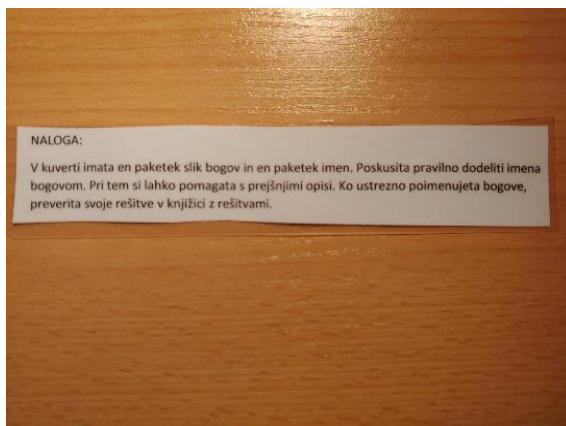 NALOGA:
V kuverti imata en paketek slik bogov in en paketek imen. Poskusita pravilno dodeliti imena
bogovom. Pri tem si lahko pomagata s prejšnjimi opisi. Ko ustrezno poimenujeta bogove,
preverita svoje rešitve v knjižici z rešitvami.